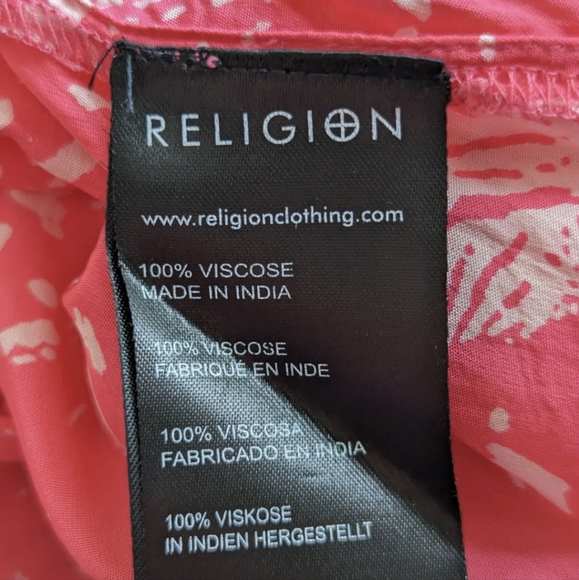 RELIGION
www.religionclothing.com
100% VISCOSE
MADE IN INDIA
100% VISCOSE
FABRIQUÉ EN INDE
100% VISCOSA
FABRICADO EN INDIA
100% VISKOSE
IN INDIEN HERGESTELLT